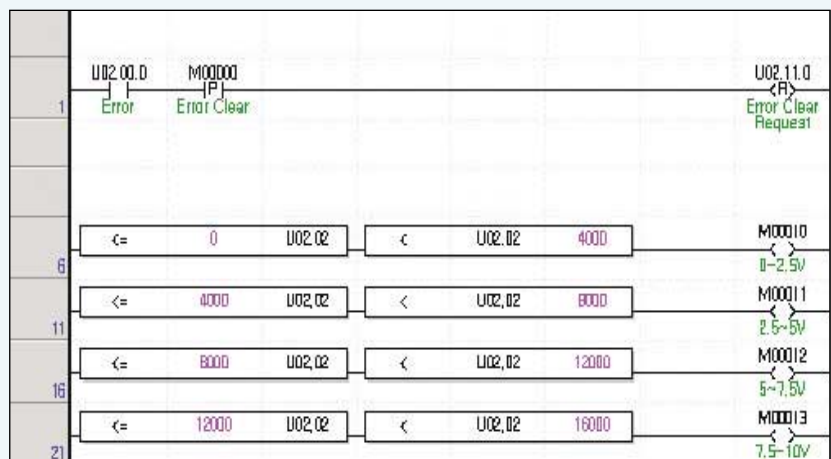 U02.00.D M00000 U02.11.0
P R
1 Error Error Clear Error Clear
Request
<= 0 U02.02 < U02.02 4000 M00010
6 0~2.5V
<= 4000 U02.02 < U02.02 8000 M00011
11 2.5~5V
<= 8000 U02.02 < U02.02 12000 M00012
16 5~7.5V
<= 12000 U02.02 < U02.02 16000 M00013
21 7.5~10V